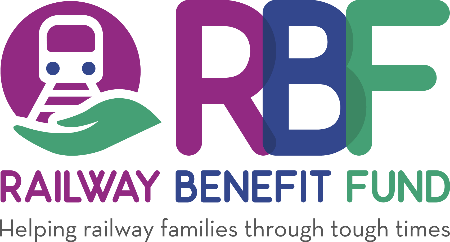 RBF
RAILWAY BENEFIT FUND
Helping railway families through tough times